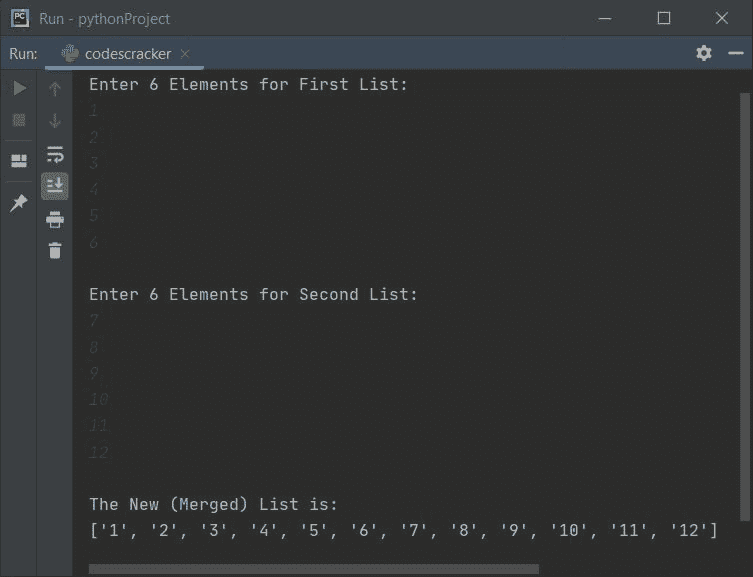 PC Run - pythonProject
Run: codescracker
Enter 6 Elements for First List:
1
2
3
4
5
6
Enter 6 Elements for Second List:
7
8
9
10
11
12
The New (Merged) List is:
['1', '2', '3', '4', '5', '6', '7', '8', '9', '10', '11', '12']